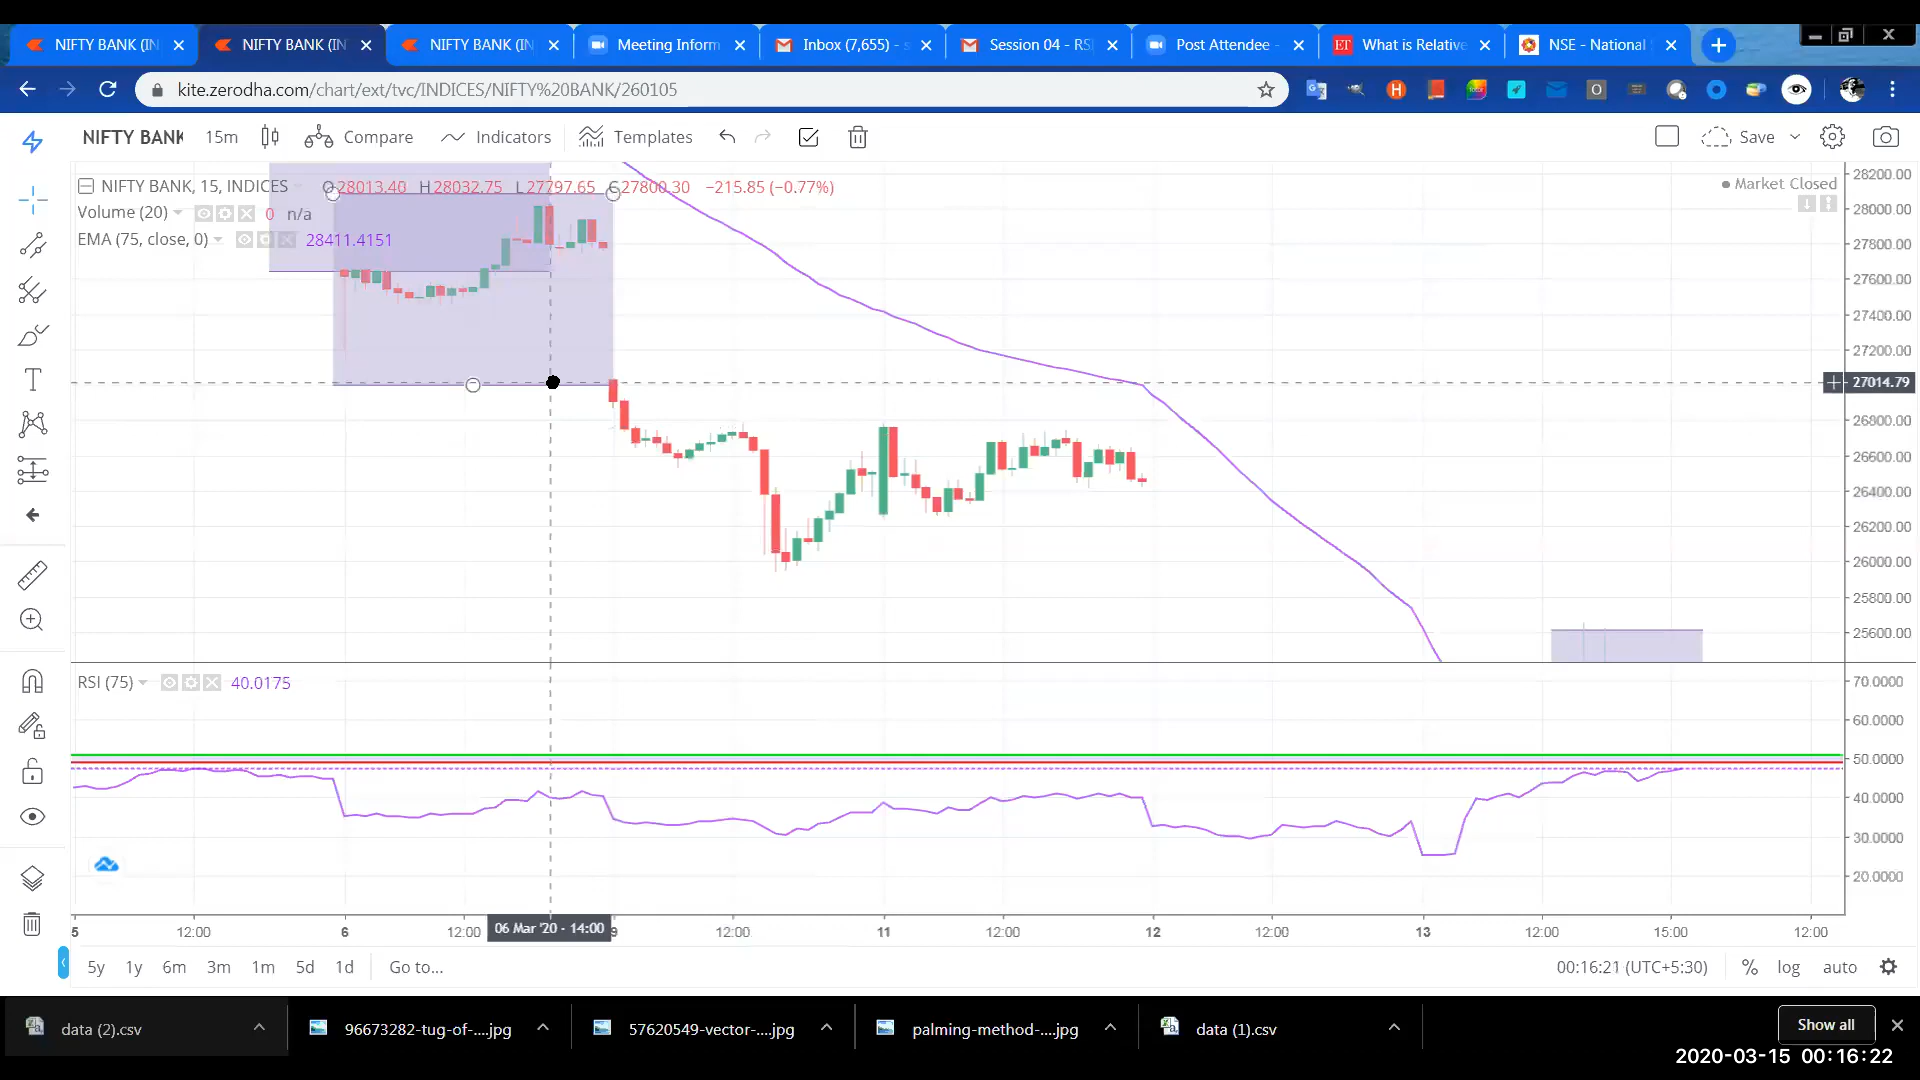 NIFTY BANK (IN
NIFTY BANK (IN
NIFTY BANK (IN
Meeting Inform
Inbox (7,655) - s
Session 04 - RS
Post Attendee -
What is Relative
NSE - National
kite.zerodha.com/chart/ext/tvc/INDICES/NIFTY%20BANK/260105
NIFTY BANK
15m
Compare
Indicators
Templates
Save
NIFTY BANK, 15, INDICES
O28013.40 H28032.75 L27797.65 C27800.30 −215.85 (−0.77%)
Market Closed
Volume (20)
0 n/a
EMA (75, close, 0)
28411.4151
28200.00
28000.00
27800.00
27600.00
27400.00
27200.00
27014.79
26800.00
26600.00
26400.00
26200.00
26000.00
25800.00
25600.00
RSI (75)
40.0175
70.0000
60.0000
50.0000
40.0000
30.0000
20.0000
5 12:00 6 12:00 06 Mar '20 - 14:00 9 12:00 11 12:00 12 12:00 13 12:00 15:00 12:00
5y 1y 6m 3m 1m 5d 1d Go to...
00:16:21 (UTC+5:30) % log auto
data (2).csv
96673282-tug-of-....jpg
57620549-vector-....jpg
palming-method-....jpg
data (1).csv
Show all
2020-03-15 00:16:22